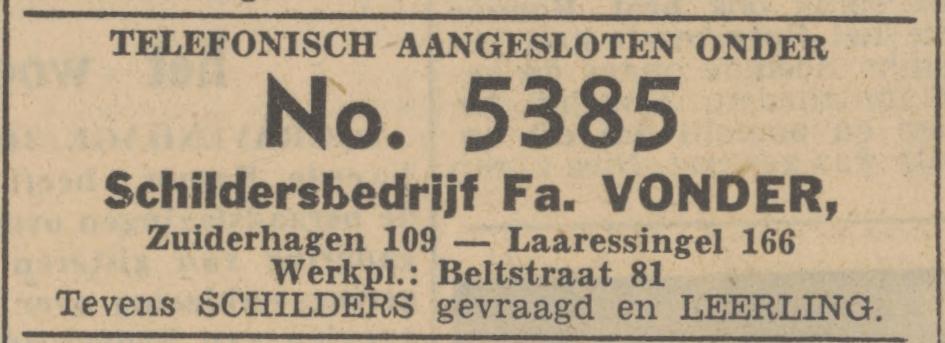 TELEFONISCH AANGESLOTEN ONDER
No. 5385
Schildersbedrijf Fa. VONDER,
Zuiderhagen 109 — Laaressingel 166
Werkpl.: Beltstraat 81
Tevens SCHILDERS gevraagd en LEERLING.